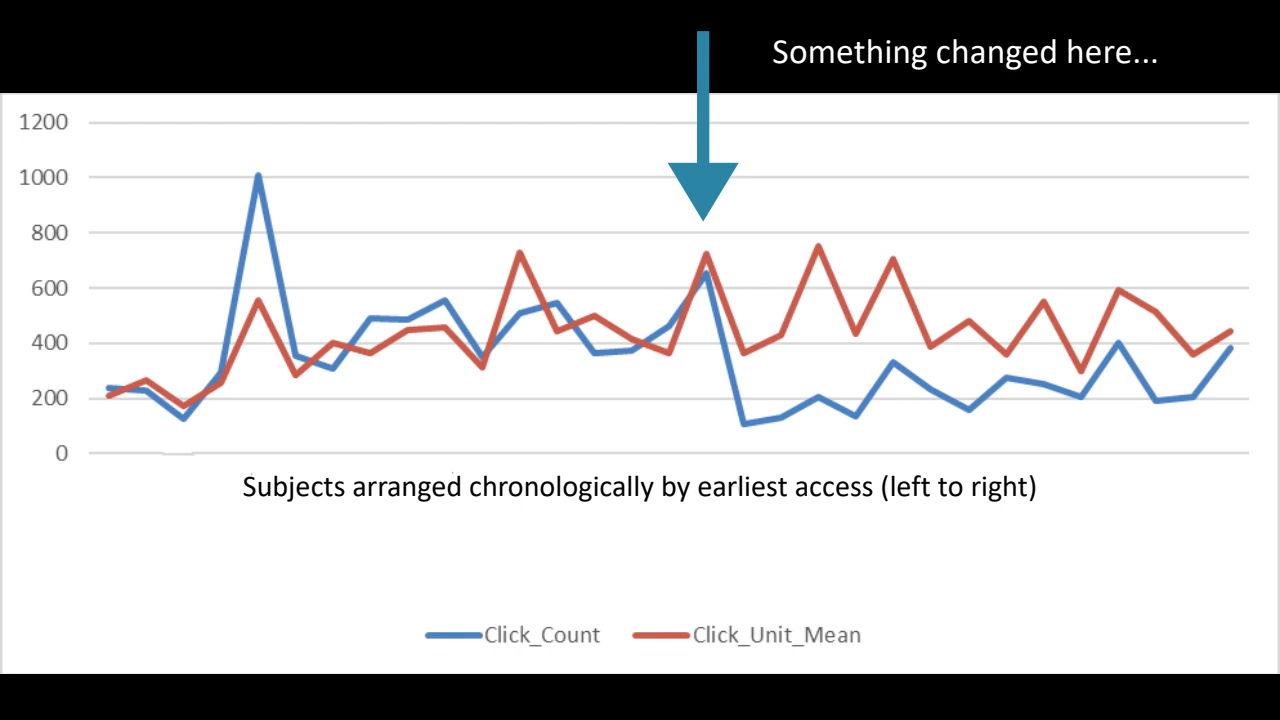 Something changed here...
1200
1000
800
600
400
200
0
Subjects arranged chronologically by earliest access (left to right)
Click_Count Click_Unit_Mean